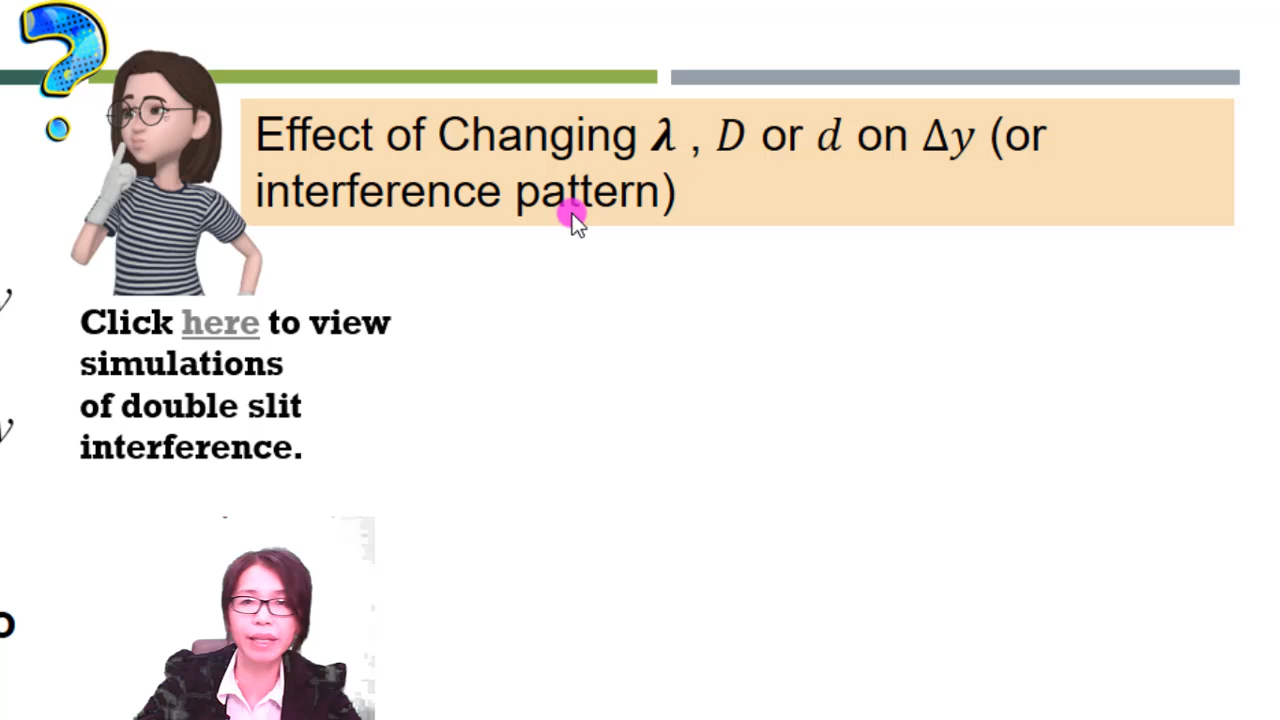 Effect of Changing λ , D or d on Δy (or
interference pattern)
Click here to view
simulations
of double slit
interference.